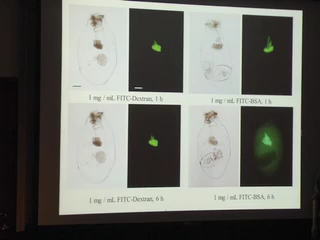 1 mg / mL FITC-Dextran, 1 h
1 mg / mL FITC-BSA, 1 h
1 mg / mL FITC-Dextran, 6 h
1 mg / mL FITC-BSA, 6 h